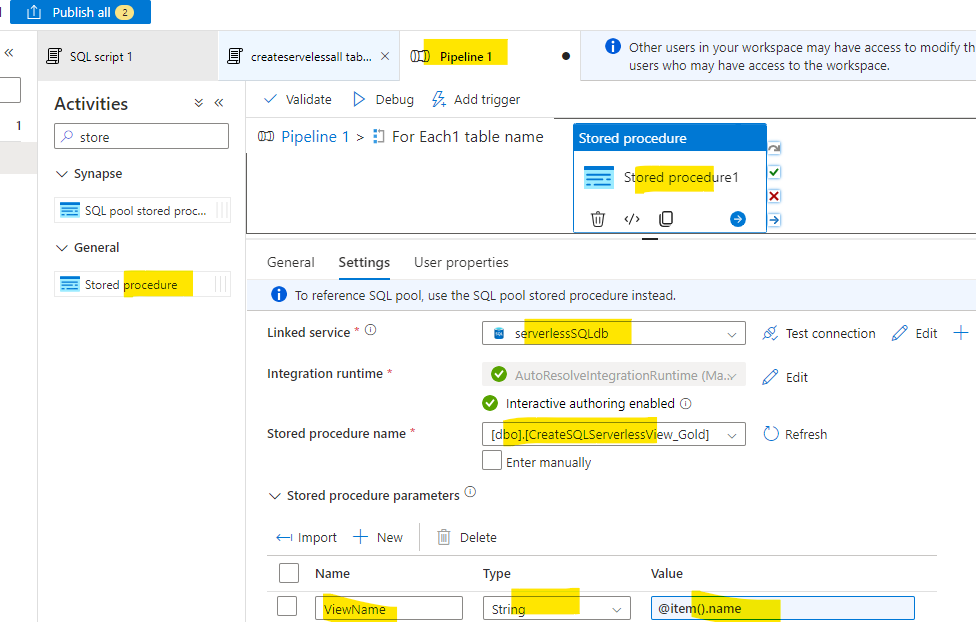 Publish all 2
SQL script 1
createservelessall tab...
Pipeline 1
Other users in your workspace may have access to modify th
users who may have access to the workspace.
1
Activities
store
Synapse
SQL pool stored proc...
General
Stored procedure
Validate
Debug
Add trigger
Pipeline 1 > For Each1 table name
Stored procedure
Stored procedure1
General
Settings
User properties
To reference SQL pool, use the SQL pool stored procedure instead.
Linked service *
serverlessSQLdb
Test connection
Edit
Integration runtime *
AutoResolveIntegrationRuntime (Ma...
Edit
Interactive authoring enabled
Stored procedure name *
[dbo].[CreateSQLServerlessView_Gold]
Refresh
Enter manually
Stored procedure parameters
Import
New
Delete
Name
Type
Value
ViewName
String
@item().name